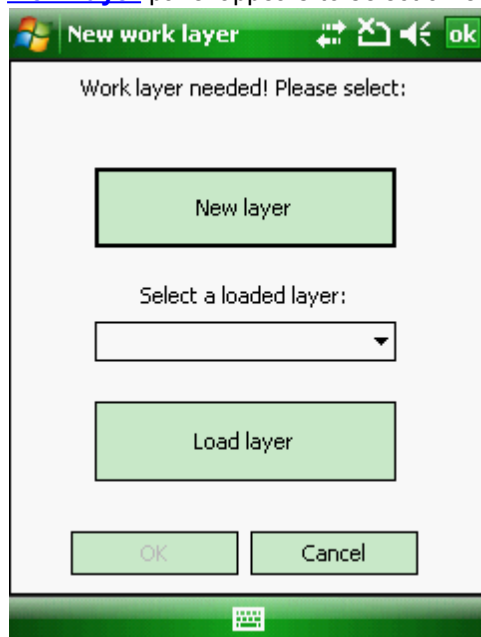 New work layer
ok
Work layer needed! Please select:
New layer
Select a loaded layer:
Load layer
OK
Cancel